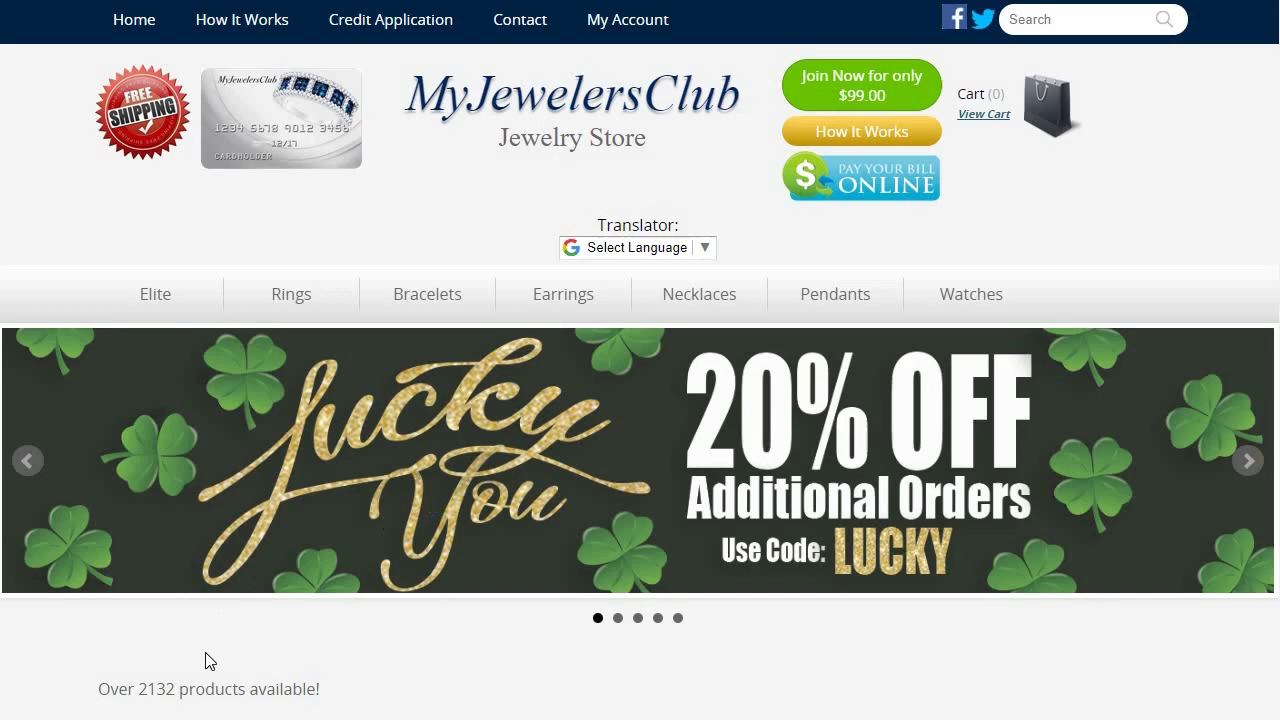 Home How It Works Credit Application Contact My Account
Search
FREE
SHIPPING
MyJewelersClub
1234 5678 9012 3456
12/17
CARDHOLDER
MyJewelersClub
Jewelry Store
Join Now for only
$99.00
How It Works
PAY YOUR BILL
ONLINE
Cart (0)
View Cart
Translator:
Select Language ▼
Elite Rings Bracelets Earrings Necklaces Pendants Watches
Lucky
You
20% OFF
Additional Orders
Use Code: LUCKY
Over 2132 products available!